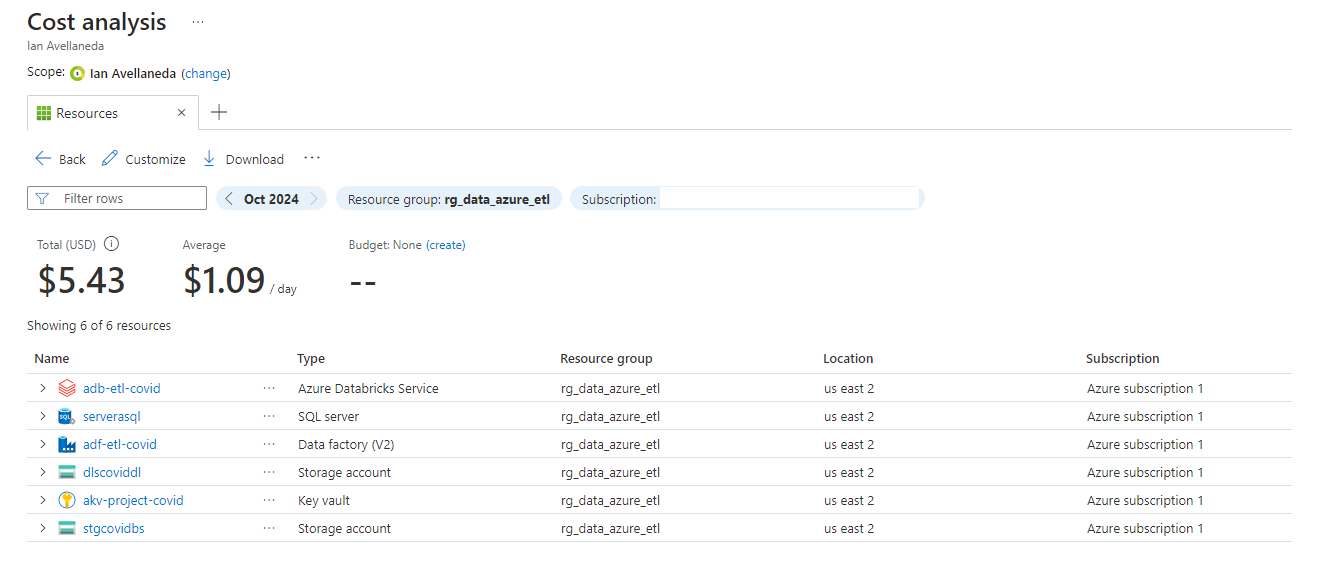 Cost analysis ...
Ian Avellaneda
Scope: Ian Avellaneda (change)
Resources
Back Customize Download ...
Filter rows Oct 2024 Resource group: rg_data_azure_etl Subscription:
Total (USD) Average Budget: None (create)
$5.43 $1.09 / day --
Showing 6 of 6 resources
Name Type Resource group Location Subscription
adb-etl-covid ... Azure Databricks Service rg_data_azure_etl us east 2 Azure subscription 1
SQL serverasql ... SQL server rg_data_azure_etl us east 2 Azure subscription 1
adf-etl-covid ... Data factory (V2) rg_data_azure_etl us east 2 Azure subscription 1
dlscoviddl ... Storage account rg_data_azure_etl us east 2 Azure subscription 1
akv-project-covid ... Key vault rg_data_azure_etl us east 2 Azure subscription 1
stgcovidbs ... Storage account rg_data_azure_etl us east 2 Azure subscription 1